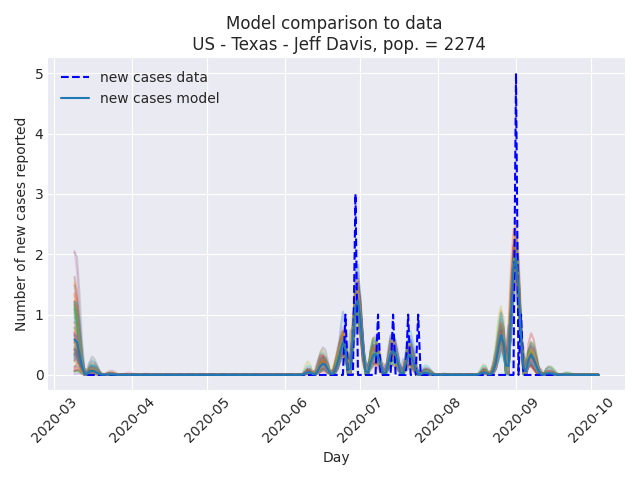 Model comparison to data
US - Texas - Jeff Davis, pop. = 2274
new cases data
new cases model
Number of new cases reported
5
4
3
2
1
0
2020-03
2020-04
2020-05
2020-06
2020-07
2020-08
2020-09
2020-10
Day